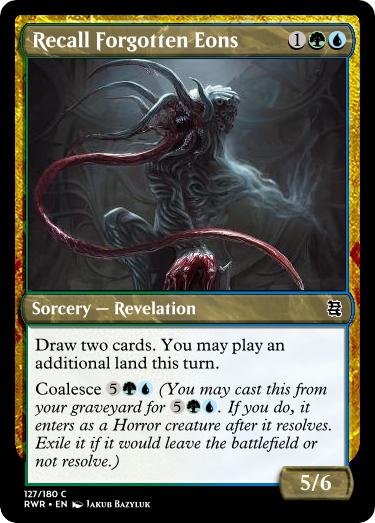 Recall Forgotten Eons 1
Sorcery — Revelation
Draw two cards. You may play an
additional land this turn.
Coalesce 5 (You may cast this from
your graveyard for 5. If you do, it
enters as a Horror creature after it resolves.
Exile it if it would leave the battlefield or
not resolve.)
5/6
127/180 C
RWR • EN Jakub Bazyluk